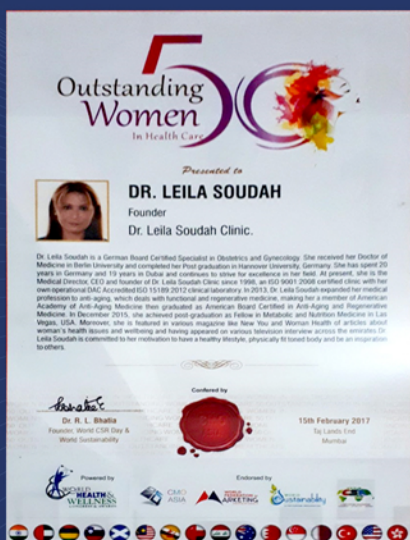 50
Outstanding
Women
In Health Care
Presented to
DR. LEILA SOUDAH
Founder
Dr. Leila Soudah Clinic.
Dr. Leila Soudah is a German Board Certified Specialist in Obstetrics and Gynecology. She received her Doctor of
Medicine in Berlin University and completed her Post graduation in Hannover University, Germany. She has spent 20
years in Germany and 19 years in Dubai and continues to strive for excellence in her field. At present, she is the
Medical Director, CEO and founder of Dr. Leila Soudah Clinic since 1998, an ISO 9001:2008 certified clinic with her
own operational DAC Accredited ISO 15189:2012 clinical laboratory. In 2013, Dr. Leila Soudah expanded her medical
profession to anti-aging, which deals with functional and regenerative medicine, making her a member of American
Academy of Anti-Aging Medicine then graduated as American Board Certified in Anti-Aging and Regenerative
Medicine. In December 2015, she achieved post-graduation as Fellow in Metabolic and Nutrition Medicine in Las
Vegas, USA. Moreover, she is featured in various magazine like New You and Women Health of articles about
woman's health issues and wellbeing and having appeared on various television interview across the emirates Dr
Leila Soudah is committed to her motivation to have a healthy lifestyle, physically fit toned body and be an inspiration
to others.
Conferred by
Dr. R. L. Bhatia
Founder, World CSR Day &
World Sustainability
15th February 2017
Taj Lands End
Mumbai
Powered by
Endorsed by
WORLD
HEALTH &
WELLNESS
CMO
ASIA
MARKETING
Sustainability